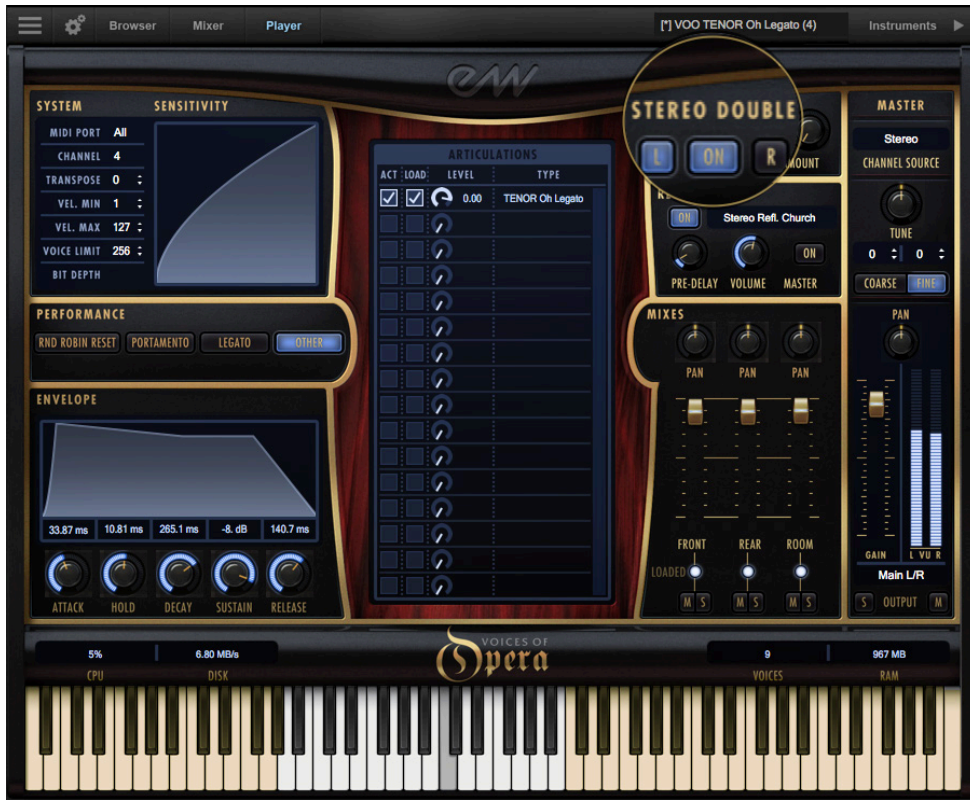 Browser Mixer Player [*] VOO TENOR Oh Legato (4) Instruments
EW
SYSTEM SENSITIVITY
MIDI PORT All
CHANNEL 4
TRANSPOSE 0
VEL. MIN 1
VEL. MAX 127
VOICE LIMIT 256
BIT DEPTH
PERFORMANCE
RND ROBIN RESET PORTAMENTO LEGATO OTHER
ENVELOPE
33.87 ms 10.81 ms 265.1 ms -8. dB 140.7 ms
ATTACK HOLD DECAY SUSTAIN RELEASE
ARTICULATIONS
ACT LOAD LEVEL TYPE
0.00 TENOR Oh Legato
STEREO DOUBLE
L ON R
ON Stereo Refl. Church
ON
PRE-DELAY VOLUME MASTER
MIXES
PAN PAN PAN
FRONT REAR ROOM
LOADED
M S M S M S
MASTER
Stereo
CHANNEL SOURCE
TUNE
0 0
COARSE FINE
PAN
GAIN L VU R
Main L/R
S OUTPUT M
5% 6.80 MB/s
CPU DISK
VOICES OF
Opera
9 967 MB
VOICES RAM